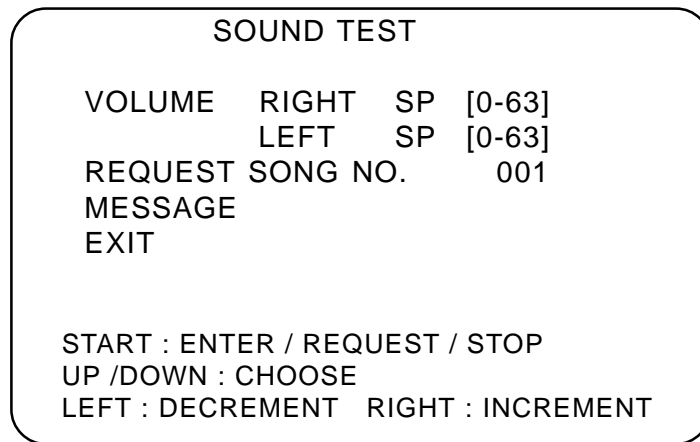 SOUND TEST
VOLUME RIGHT SP [0-63]
LEFT SP [0-63]
REQUEST SONG NO. 001
MESSAGE
EXIT
START : ENTER / REQUEST / STOP
UP /DOWN : CHOOSE
LEFT : DECREMENT RIGHT : INCREMENT